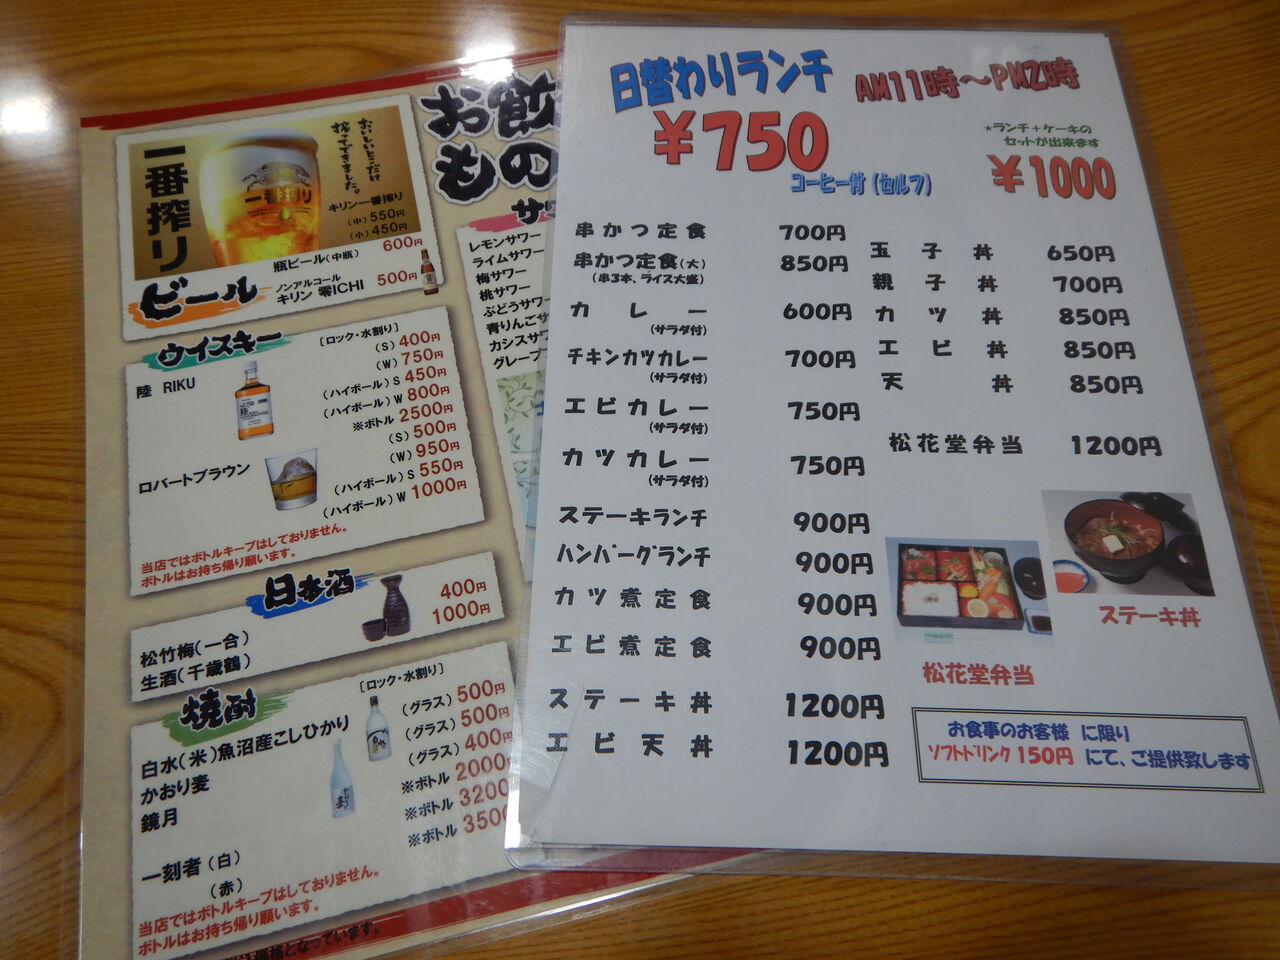 お飲
もの
一番搾り
おいしいとこだけ
搾ってできました。
一番搾り
キリン一番搾り
(中)550円
(小)450円
瓶ビール(中瓶) 600円
ノンアルコール
キリン 零ICHI 500円
ビール
ウイスキー
[ロック・水割り]
陸 RIKU
(S) 400円
(W) 750円
(ハイボール) S 450円
(ハイボール) W 800円
※ボトル 2500円
ロバートブラウン
(S) 500円
(W) 950円
(ハイボール) S 550円
(ハイボール) W 1000円
当店ではボトルキープはしておりません。
ボトルはお持ち帰り願います。
日本酒
松竹梅(一合) 400円
生酒(千歳鶴) 1000円
焼酎
[ロック・水割り]
白水(米)魚沼産こしひかり (グラス) 500円
かおり麦 (グラス) 500円
鏡月 (グラス) 400円
※ボトル 2000
一刻者(白) ※ボトル 3200
(赤) ※ボトル 3500
当店ではボトルキープはしておりません。
ボトルはお持ち帰り願います。
価格となっています。
サワ
レモンサワー
ライムサワー
梅サワー
桃サワー
ぶどうサワー
青りんごサ
カシスサワ
グレープ
日替わりランチ AM11時〜PM2時
¥750
コーヒー付(セルフ)
★ランチ+ケーキの
セットが出来ます
¥1000
串かつ定食 700円
串かつ定食(大) 850円
(串3本、ライス大盛)
カレー 600円
(サラダ付)
チキンカツカレー 700円
(サラダ付)
エビカレー 750円
(サラダ付)
カツカレー 750円
(サラダ付)
ステーキランチ 900円
ハンバーグランチ 900円
カツ煮定食 900円
エビ煮定食 900円
ステーキ丼 1200円
エビ天丼 1200円
玉子丼 650円
親子丼 700円
カツ丼 850円
エビ丼 850円
天丼 850円
松花堂弁当 1200円
ステーキ丼
松花堂弁当
お食事のお客様 に限り
ソフトドリンク150円 にて、ご提供致します